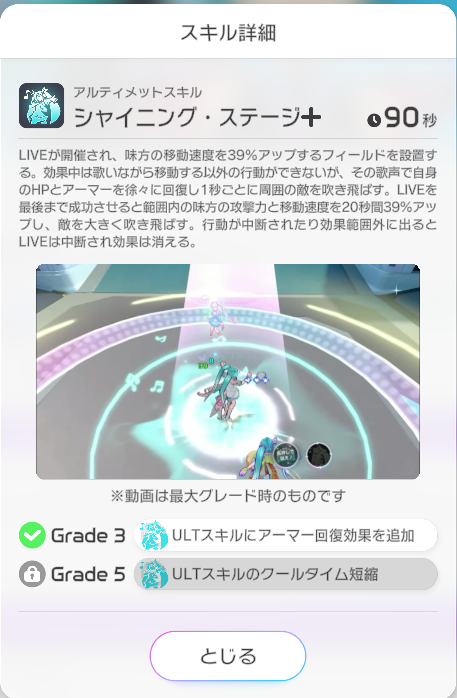 スキル詳細
アルティメットスキル
シャイニング・ステージ+
90秒
LIVEが開催され、味方の移動速度を39%アップするフィールドを設置す
る。効果中は歌いながら移動する以外の行動ができないが、その歌声で自身
のHPとアーマーを徐々に回復し1秒ごとに周囲の敵を吹き飛ばす。LIVEを
最後まで成功させると範囲内の味方の攻撃力と移動速度を20秒間39%アッ
プし、敵を大きく吹き飛ばす。行動が中断されたり効果範囲外に出ると
LIVEは中断され効果は消える。
※動画は最大グレード時のものです
Grade 3 ULTスキルにアーマー回復効果を追加
Grade 5 ULTスキルのクールタイム短縮
とじる